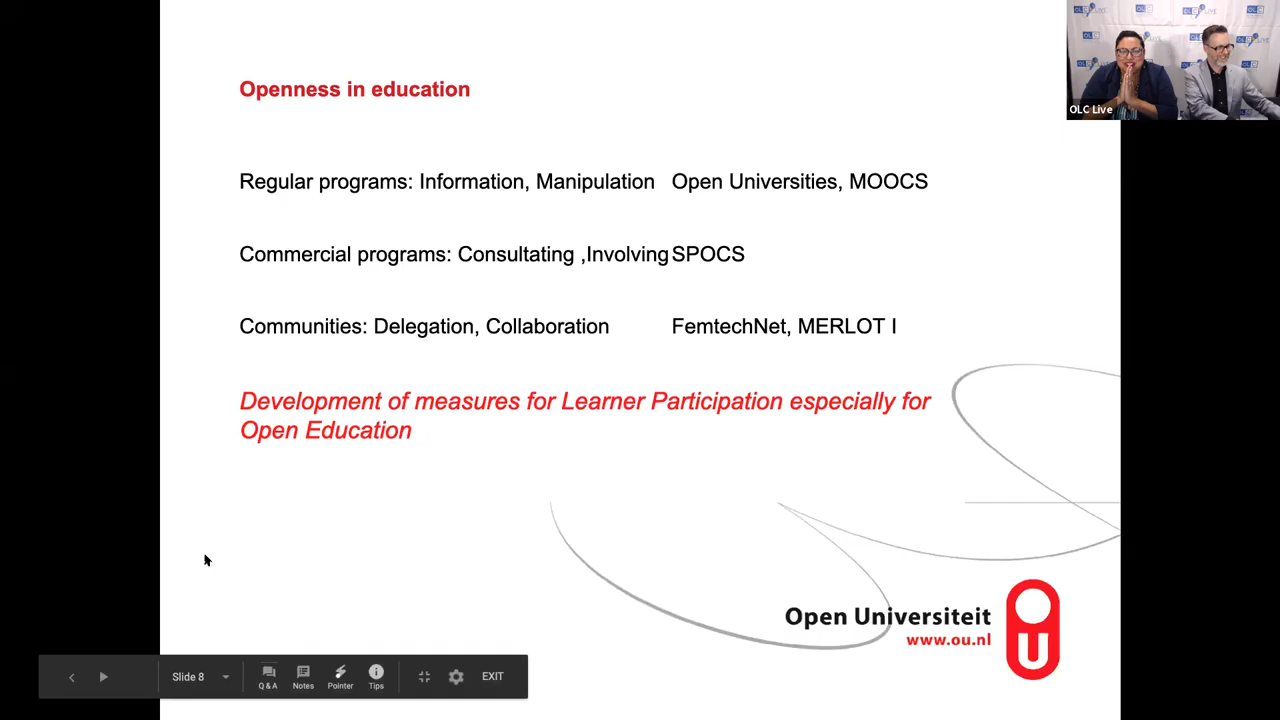 Openness in education
Regular programs: Information, Manipulation Open Universities, MOOCS
Commercial programs: Consultating ,Involving SPOCS
Communities: Delegation, Collaboration FemtechNet, MERLOT I
Development of measures for Learner Participation especially for
Open Education
Open Universiteit
www.ou.nl
OLC Live
Slide 8
Q & A
Notes
Pointer
Tips
EXIT